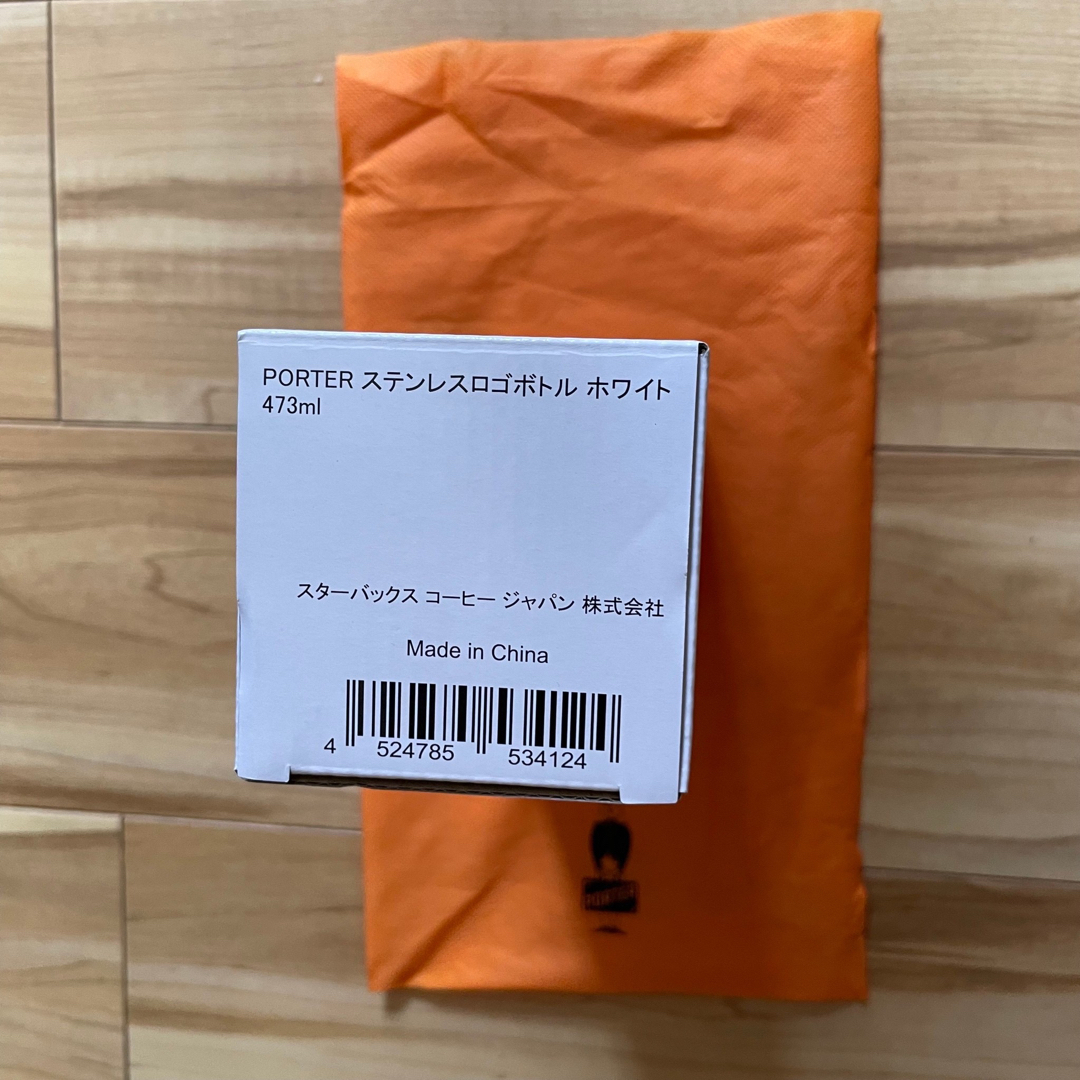 PORTER ステンレスロゴボトル ホワイト
473ml
スターバックス コーヒー ジャパン 株式会社
Made in China
4 524785 534124